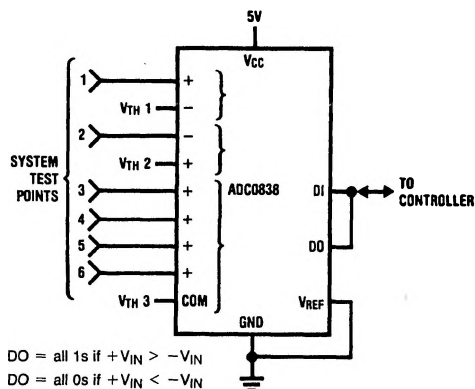 5V
VCC
1
+
VTH 1
−
2
−
VTH 2
+
SYSTEM
TEST
POINTS
3
+
ADC0838
DI
TO
CONTROLLER
4
+
5
+
DO
6
+
VTH 3
COM
VREF
GND
DO = all 1s if +VIN > −VIN
DO = all 0s if +VIN < −VIN